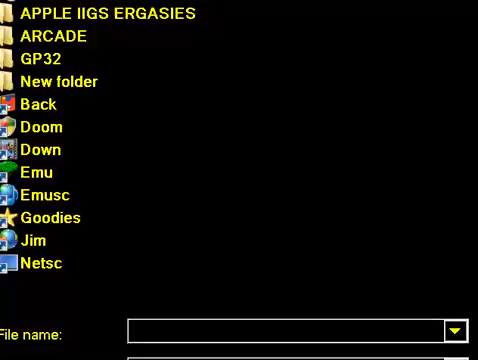 APPLE IIGS ERGASIES
ARCADE
GP32
New folder
Back
Doom
Down
Emu
Emusc
Goodies
Jim
Netsc
File name: